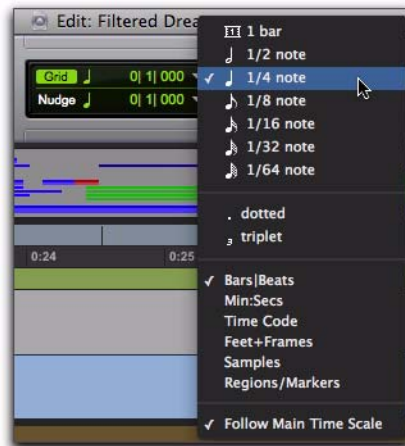 Edit: Filtered Drea
Grid 0| 1| 000
Nudge 0| 1| 000
0:24 0:25
1 bar
1/2 note
✓ 1/4 note
1/8 note
1/16 note
1/32 note
1/64 note
. dotted
3 triplet
✓ Bars|Beats
Min:Secs
Time Code
Feet+Frames
Samples
Regions/Markers
✓ Follow Main Time Scale